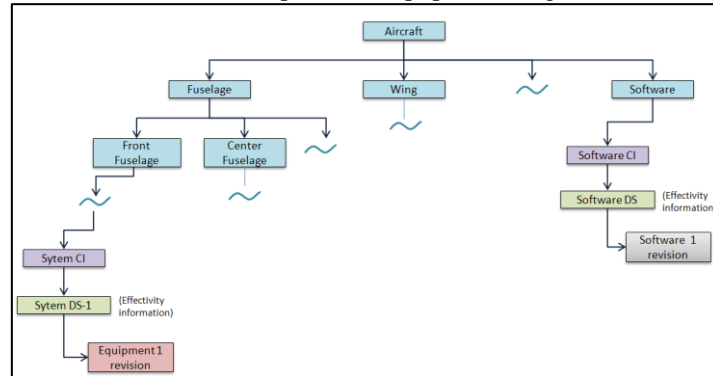 Aircraft
Fuselage
Wing
Software
Front
Fuselage
Center
Fuselage
Software CI
Software DS
(Effectivity
information)
Software 1
revision
Sytem CI
Sytem DS-1
(Effectivity
information)
Equipment 1
revision